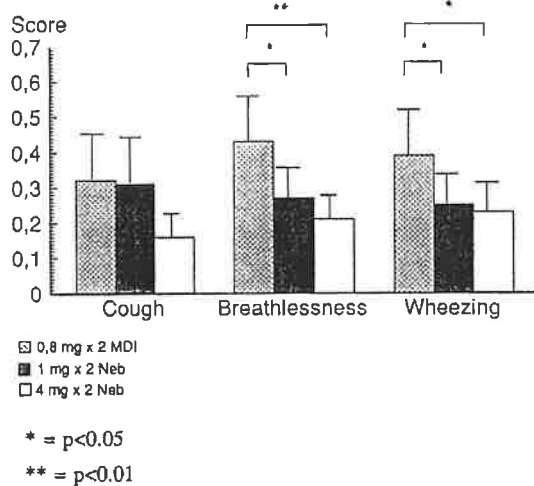 Score
**
*
*
*
0,7
0,6
0,5
0,4
0,3
0,2
0,1
0
Cough Breathlessness Wheezing
0,8 mg x 2 MDI
1 mg x 2 Neb
4 mg x 2 Neb
* = p<0.05
** = p<0.01